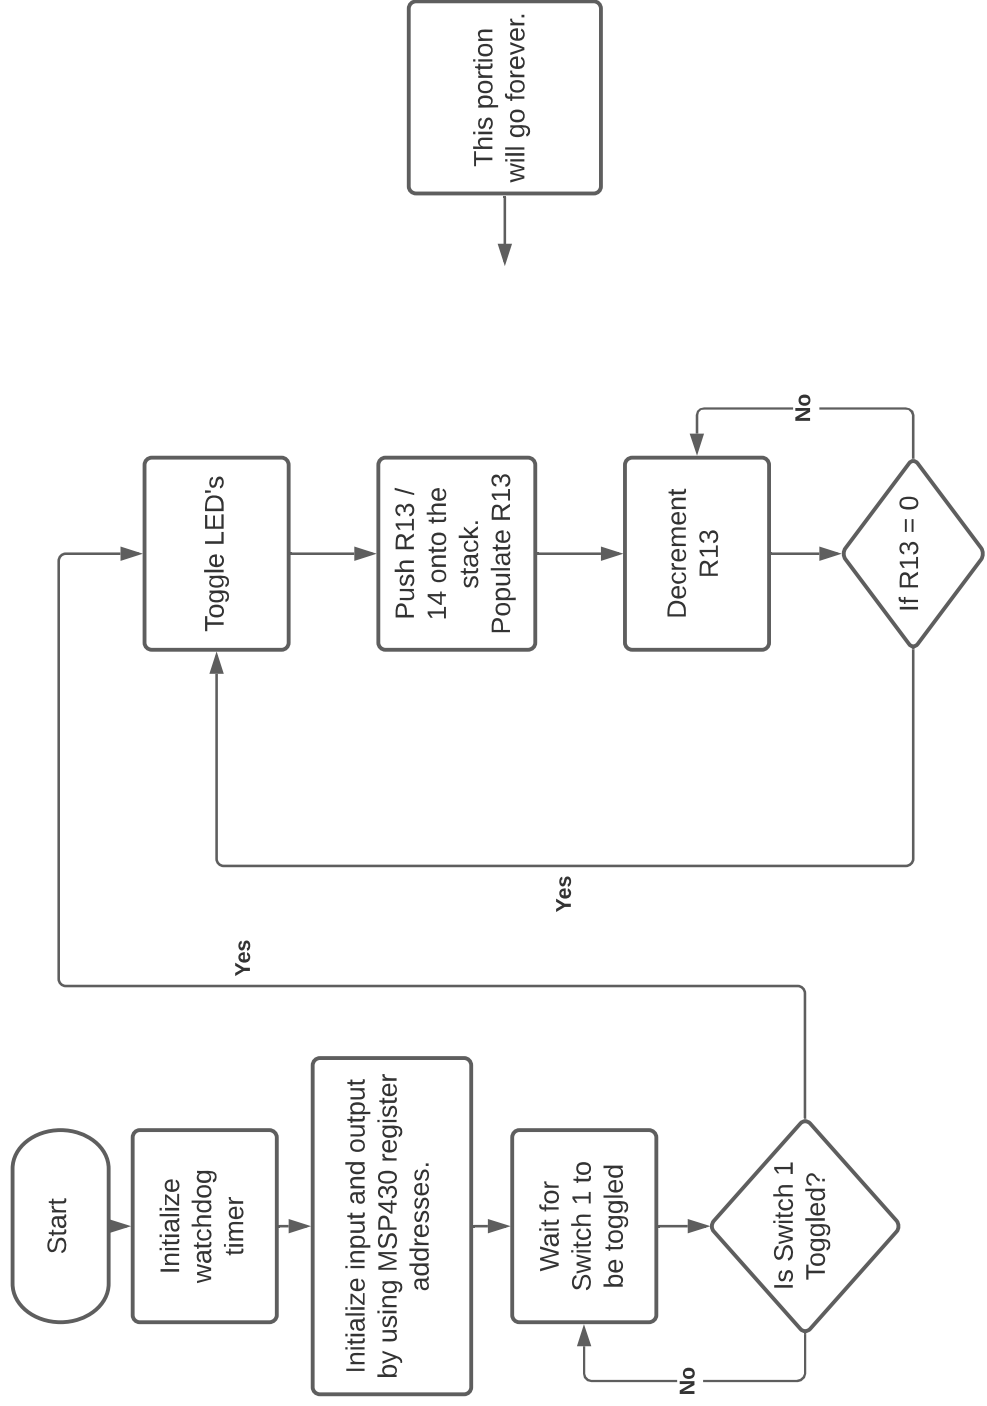 Start
Initialize
watchdog
timer
Initialize input and output
by using MSP430 register
addresses.
Wait for
Switch 1 to
be toggled
Is Switch 1
Toggled?
No
Yes
Toggle LED's
Push R13 /
14 onto the
stack.
Populate R13
Decrement
R13
If R13 = 0
No
Yes
This portion
will go forever.